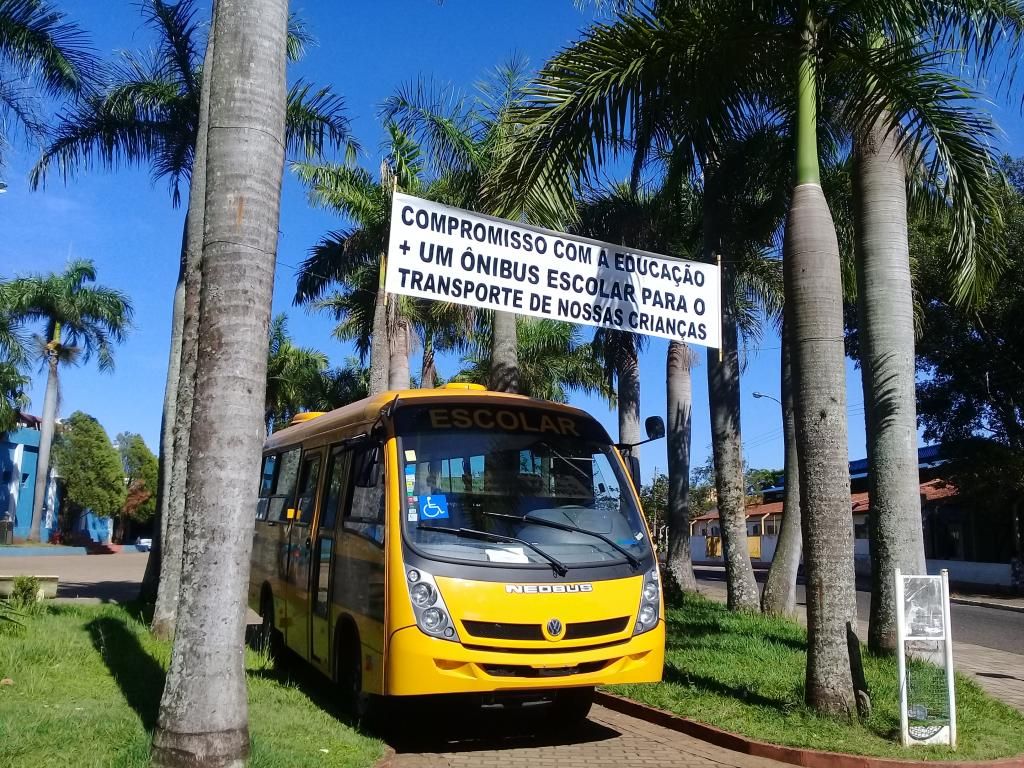 COMPROMISSO COM A EDUCAÇÃO
+ UM ÔNIBUS ESCOLAR PARA O
TRANSPORTE DE NOSSAS CRIANÇAS
ESCOLAR
NEOBUS